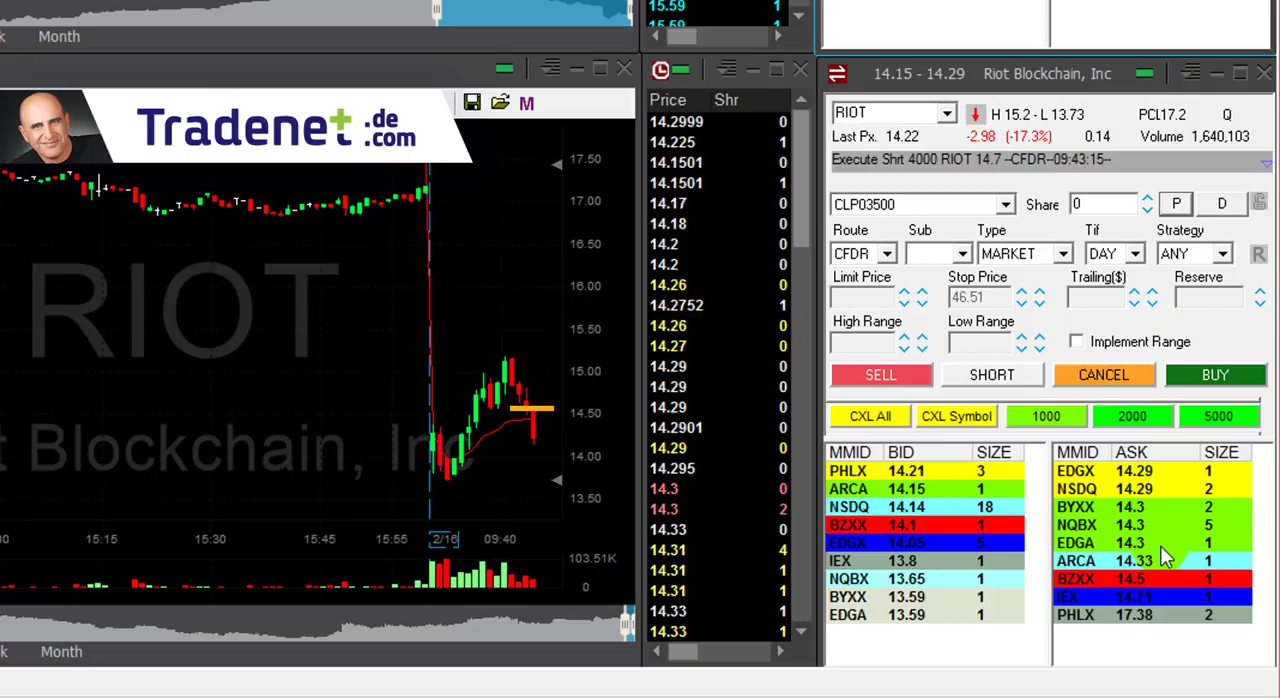 15.59 1
15.59 1
k Month
14.15 - 14.29 Riot Blockchain, Inc
Tradenet .de .com
M
Price Shr
14.2999 0
14.225 1
14.1501 0
14.1501 1
14.17 0
14.18 0
14.2 0
14.2 0
14.26 0
14.2752 1
14.26 0
14.27 0
14.29 0
14.29 0
14.29 0
14.2901 0
14.29 0
14.295 0
14.3 0
14.3 2
14.33 0
14.31 4
14.31 1
14.31 1
14.33 0
14.33 1
RIOT H 15.2 - L 13.73 PCL17.2 Q
Last Px. 14.22 -2.98 (-17.3%) 0.14 Volume 1,640,103
Execute Shrt 4000 RIOT 14.7 --CFDR--09:43:15--
CLP03500 Share 0 P D
Route Sub Type Tif Strategy
CFDR MARKET DAY ANY R
Limit Price Stop Price Trailing($) Reserve
46.51
High Range Low Range
Implement Range
SELL SHORT CANCEL BUY
CXL All CXL Symbol 1000 2000 5000
MMID BID SIZE
PHLX 14.21 3
ARCA 14.15 1
NSDQ 14.14 18
BZXX 14.1 1
EDGX 14.05 5
IEX 13.8 1
NQBX 13.65 1
BYXX 13.59 1
EDGA 13.59 1
MMID ASK SIZE
EDGX 14.29 1
NSDQ 14.29 2
BYXX 14.3 2
NQBX 14.3 5
EDGA 14.3 1
ARCA 14.33 1
BZXX 14.5 1
IEX 14.71 1
PHLX 17.38 2
17.50
17.00
16.50
16.00
15.50
15.00
14.50
14.00
13.50
RIOT
t Blockchain, Inc
00 15:15 15:30 15:45 15:55 2/16 09:40
103.51K
0
k Month